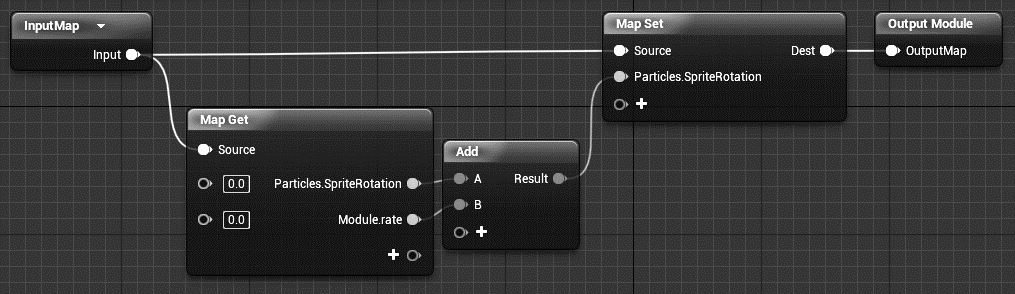 InputMap
Input
Map Get
Source
0.0 Particles.SpriteRotation
0.0 Module.rate
Add
A Result
B
Map Set
Source Dest
Particles.SpriteRotation
Output Module
OutputMap